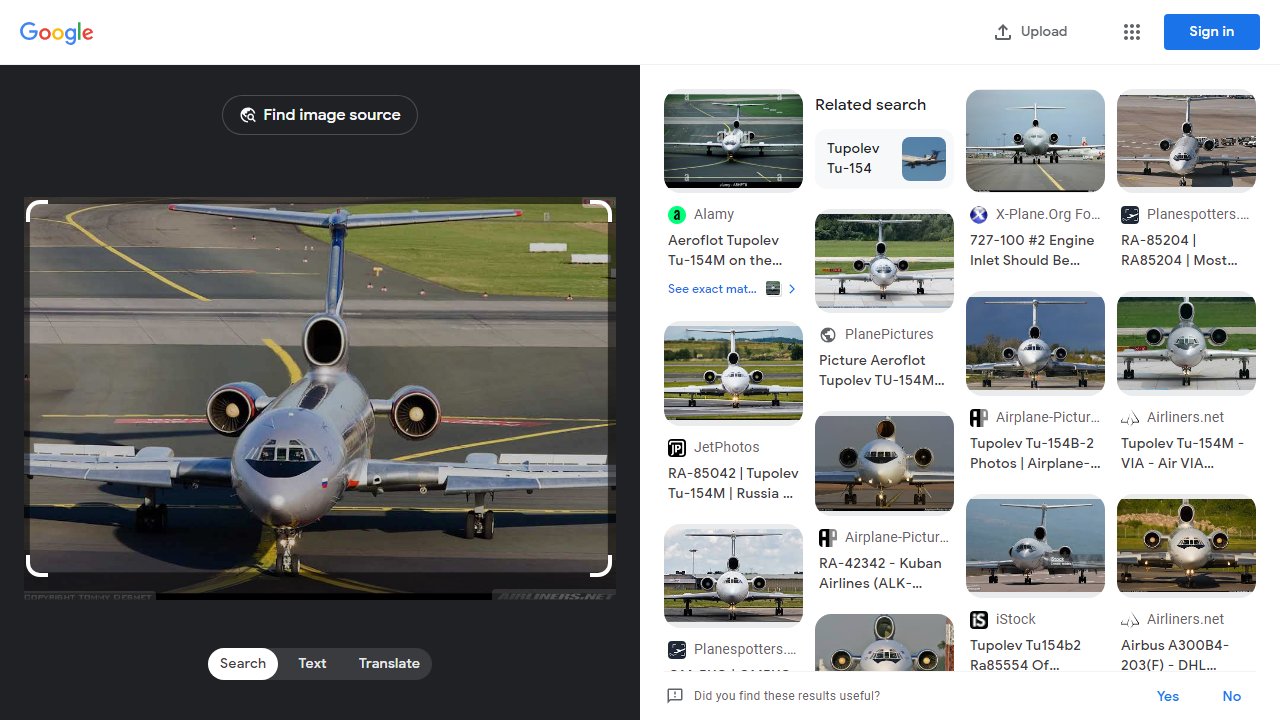 Google
Upload
Sign in
Find image source
COPYRIGHT TOMMY DESMET
AIRLINERS.NET
Search
Text
Translate
Alamy
Aeroflot Tupolev
Tu-154M on the…
See exact mat…
JetPhotos
RA-85042 | Tupolev
Tu-154M | Russia …
Planespotters.…
Related search
Tupolev
Tu-154
PlanePictures
Picture Aeroflot
Tupolev TU-154M…
Airplane-Pictur…
RA-42342 - Kuban
Airlines (ALK-…
X-Plane.Org Fo…
727-100 #2 Engine
Inlet Should Be…
Airplane-Pictur…
Tupolev Tu-154B-2
Photos | Airplane-…
iStock
Tupolev Tu154b2
Ra85554 Of…
Planespotters.…
RA-85204 |
RA85204 | Most…
Airliners.net
Tupolev Tu-154M -
VIA - Air VIA…
Airliners.net
Airbus A300B4-
203(F) - DHL…
Did you find these results useful?
Yes
No